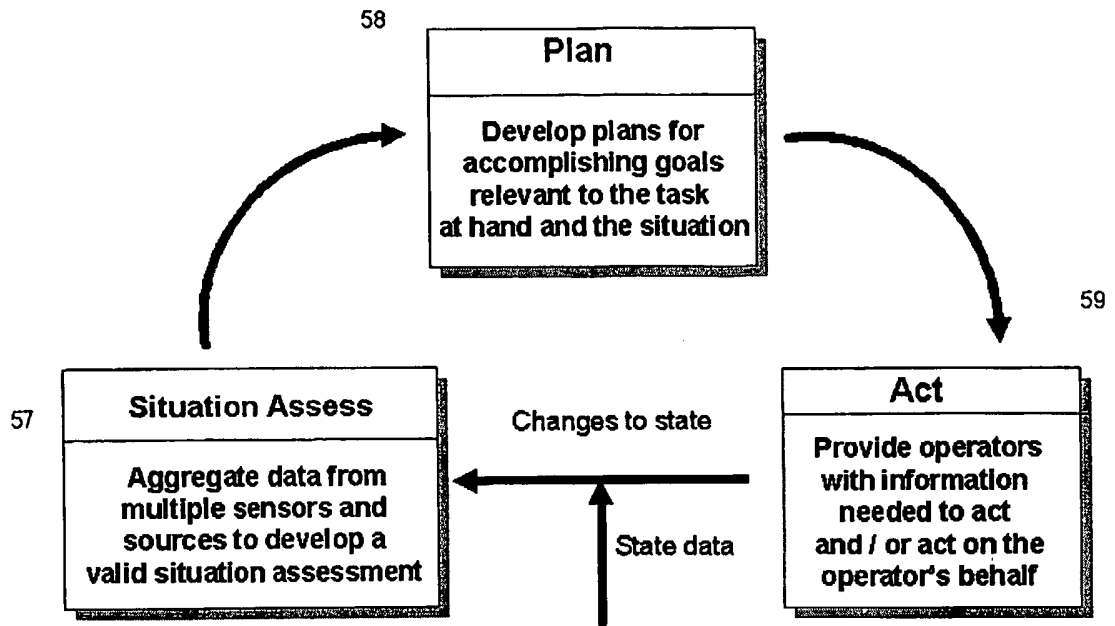 58
Plan
Develop plans for
accomplishing goals
relevant to the task
at hand and the situation
59
57
Situation Assess
Aggregate data from
multiple sensors and
sources to develop a
valid situation assessment
Changes to state
State data
Act
Provide operators
with information
needed to act
and / or act on the
operator's behalf